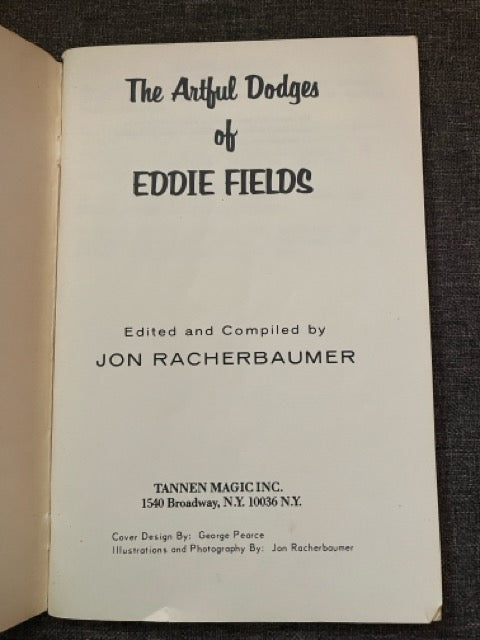 The Artful Dodges
of
EDDIE FIELDS
Edited and Compiled by
JON RACHERBAUMER
TANNEN MAGIC INC.
1540 Broadway, N.Y. 10036 N.Y.
Cover Design By: George Pearce
Illustrations and Photography By: Jon Racherbaumer